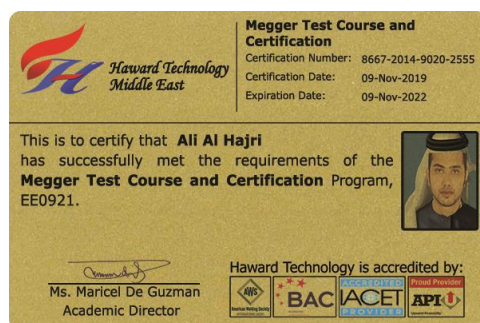 Haward Technology
Middle East
Megger Test Course and
Certification
Certification Number: 8667-2014-9020-2555
Certification Date: 09-Nov-2019
Expiration Date: 09-Nov-2022
This is to certify that Ali Al Hajri
has successfully met the requirements of the
Megger Test Course and Certification Program,
EE0921.
Ms. Maricel De Guzman
Academic Director
Haward Technology is accredited by:
AWS
American Welding Society
BAC
ACCREDITED
IACET
PROVIDER
Proud Provider
API U